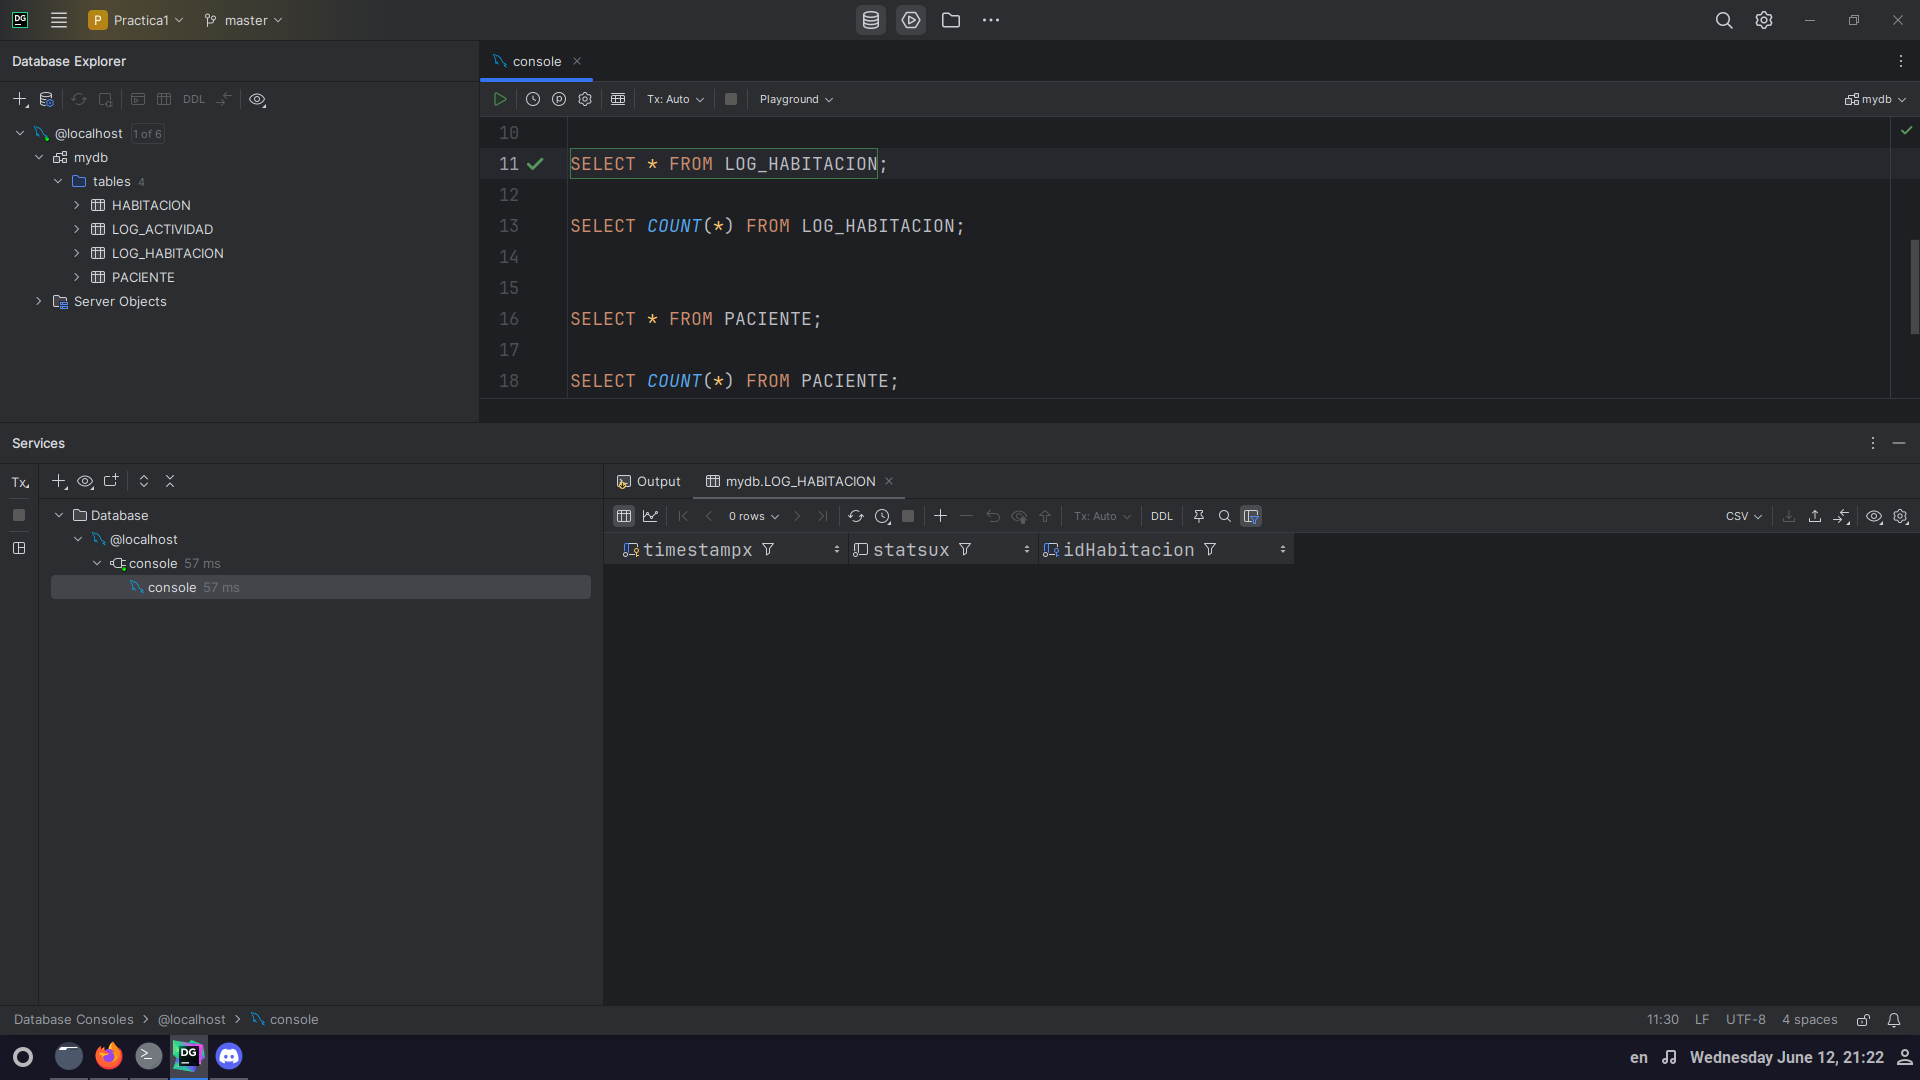 DG
P Practica1
master
Database Explorer
console
DDL
Tx: Auto
Playground
mydb
@localhost 1 of 6
mydb
tables 4
HABITACION
LOG_ACTIVIDAD
LOG_HABITACION
PACIENTE
Server Objects
10
11 SELECT * FROM LOG_HABITACION;
12
13 SELECT COUNT(*) FROM LOG_HABITACION;
14
15
16 SELECT * FROM PACIENTE;
17
18 SELECT COUNT(*) FROM PACIENTE;
Services
Tx
Database
@localhost
console 57 ms
console 57 ms
Output
mydb.LOG_HABITACION
0 rows
Tx: Auto
DDL
CSV
timestampx
statsux
idHabitacion
Database Consoles > @localhost > console
11:30 LF UTF-8 4 spaces
DG
en
Wednesday June 12, 21:22